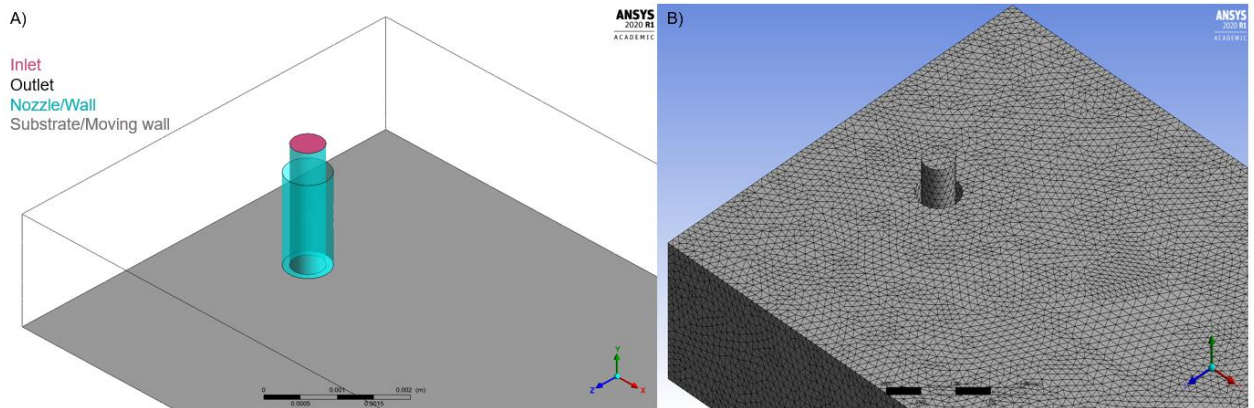 A)
ANSYS
2020 R1
ACADEMIC
Inlet
Outlet
Nozzle/Wall
Substrate/Moving wall
0 0.001 0.002 (m)
0.0005 0.0015
Y
Z X
B)
ANSYS
2020 R1
ACADEMIC